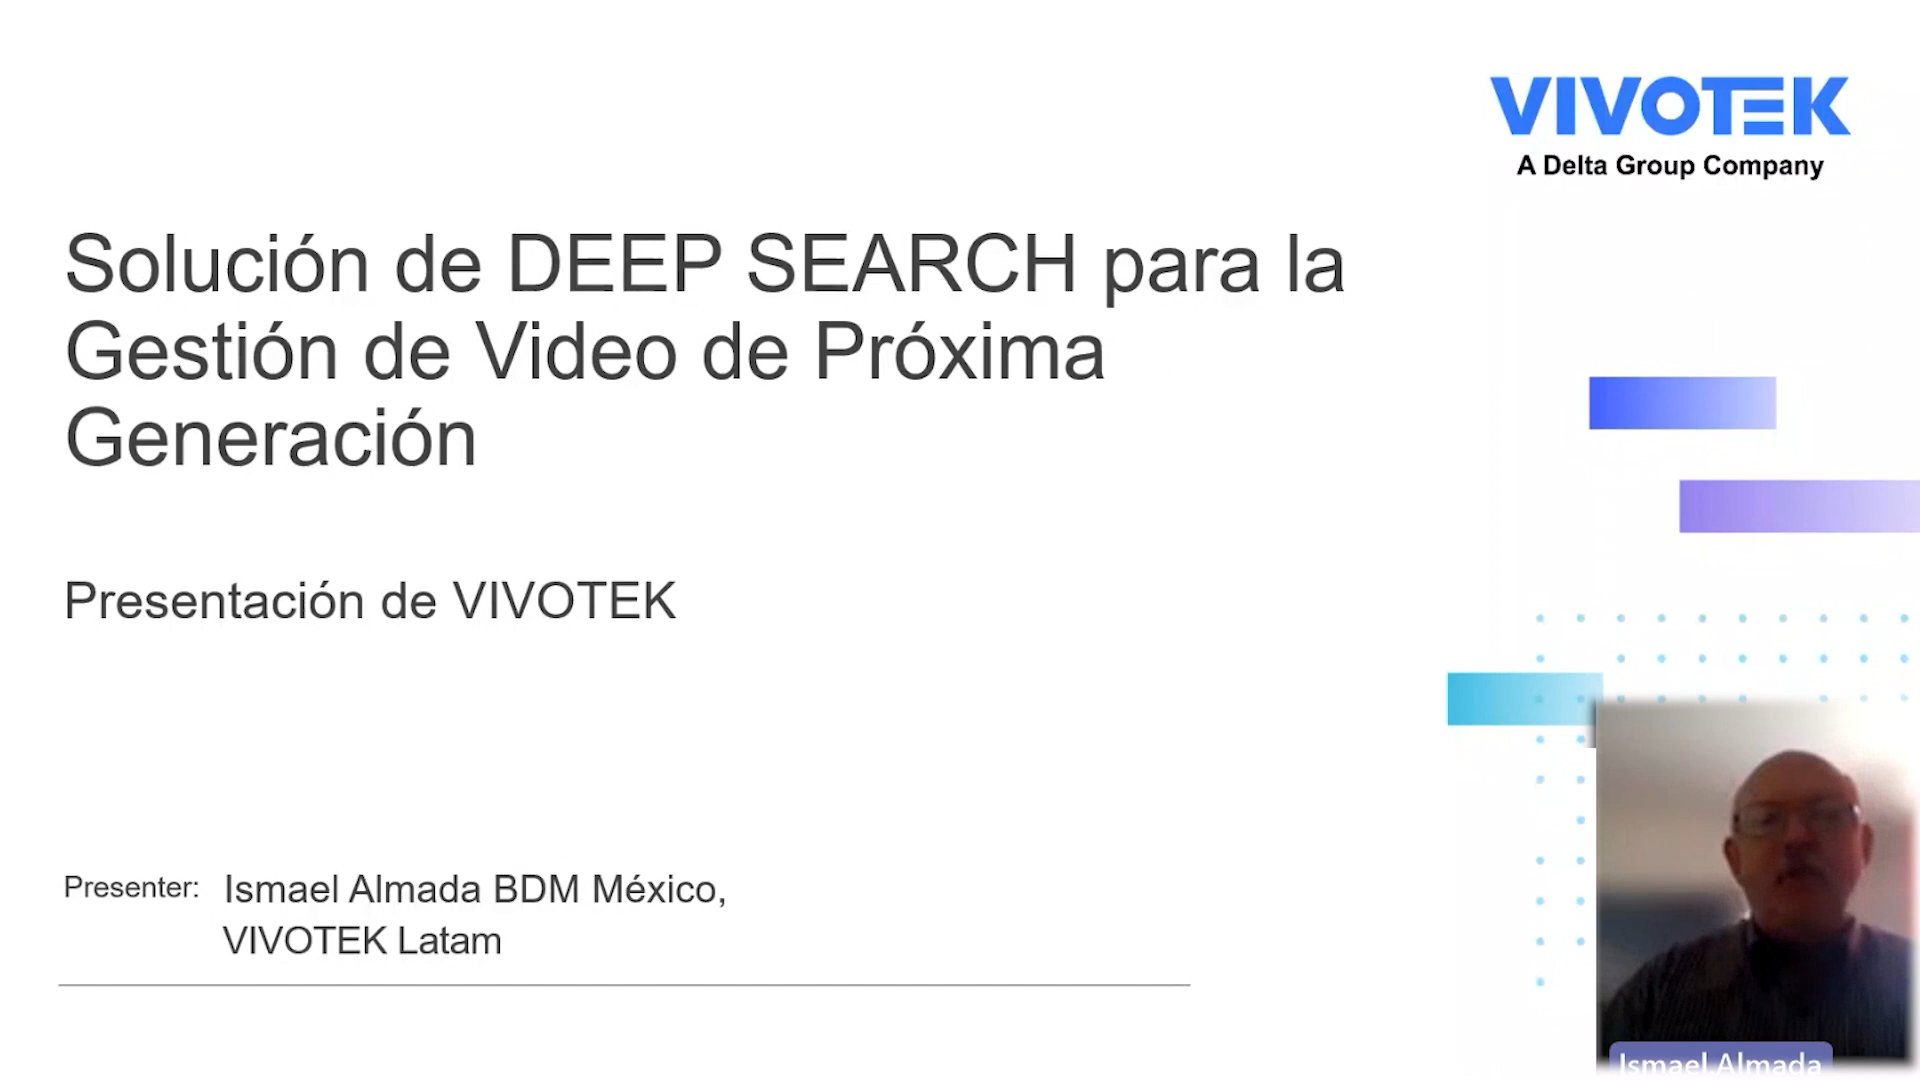 VIVOTEK
A Delta Group Company
Solución de DEEP SEARCH para la
Gestión de Video de Próxima
Generación
Presentación de VIVOTEK
Presenter: Ismael Almada BDM México,
VIVOTEK Latam
Ismael Almada